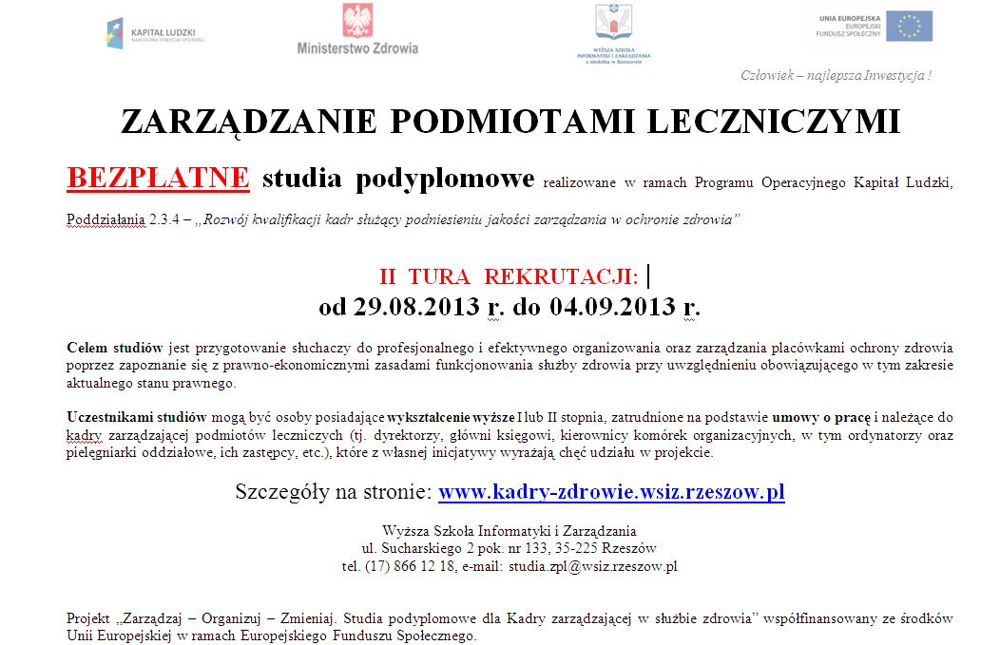 KAPITAŁ LUDZKI
NARODOWA STRATEGIA SPÓJNOŚCI
Ministerstwo Zdrowia
WYŻSZA SZKOŁA
INFORMATYKI i ZARZĄDZANIA
z siedzibą w Rzeszowie
UNIA EUROPEJSKA
EUROPEJSKI
FUNDUSZ SPOŁECZNY
Człowiek – najlepsza Inwestycja !
ZARZĄDZANIE PODMIOTAMI LECZNICZYMI
BEZPŁATNE studia podyplomowe realizowane w ramach Programu Operacyjnego Kapitał Ludzki,
Poddziałania 2.3.4 – „Rozwój kwalifikacji kadr służący podniesieniu jakości zarządzania w ochronie zdrowia”
II TURA REKRUTACJI:
od 29.08.2013 r. do 04.09.2013 r.
Celem studiów jest przygotowanie słuchaczy do profesjonalnego i efektywnego organizowania oraz zarządzania placówkami ochrony zdrowia
poprzez zapoznanie się z prawno-ekonomicznymi zasadami funkcjonowania służby zdrowia przy uwzględnieniu obowiązującego w tym zakresie
aktualnego stanu prawnego.
Uczestnikami studiów mogą być osoby posiadające wykształcenie wyższe I lub II stopnia, zatrudnione na podstawie umowy o pracę i należące do
kadry zarządzającej podmiotów leczniczych (tj. dyrektorzy, główni księgowi, kierownicy komórek organizacyjnych, w tym ordynatorzy oraz
pielęgniarki oddziałowe, ich zastępcy, etc.), które z własnej inicjatywy wyrażają chęć udziału w projekcie.
Szczegóły na stronie: www.kadry-zdrowie.wsiz.rzeszow.pl
Wyższa Szkoła Informatyki i Zarządzania
ul. Sucharskiego 2 pok. nr 133, 35-225 Rzeszów
tel. (17) 866 12 18, e-mail: studia.zpl@wsiz.rzeszow.pl
Projekt „Zarządzaj – Organizuj – Zmieniaj. Studia podyplomowe dla Kadry zarządzającej w służbie zdrowia” współfinansowany ze środków
Unii Europejskiej w ramach Europejskiego Funduszu Społecznego.